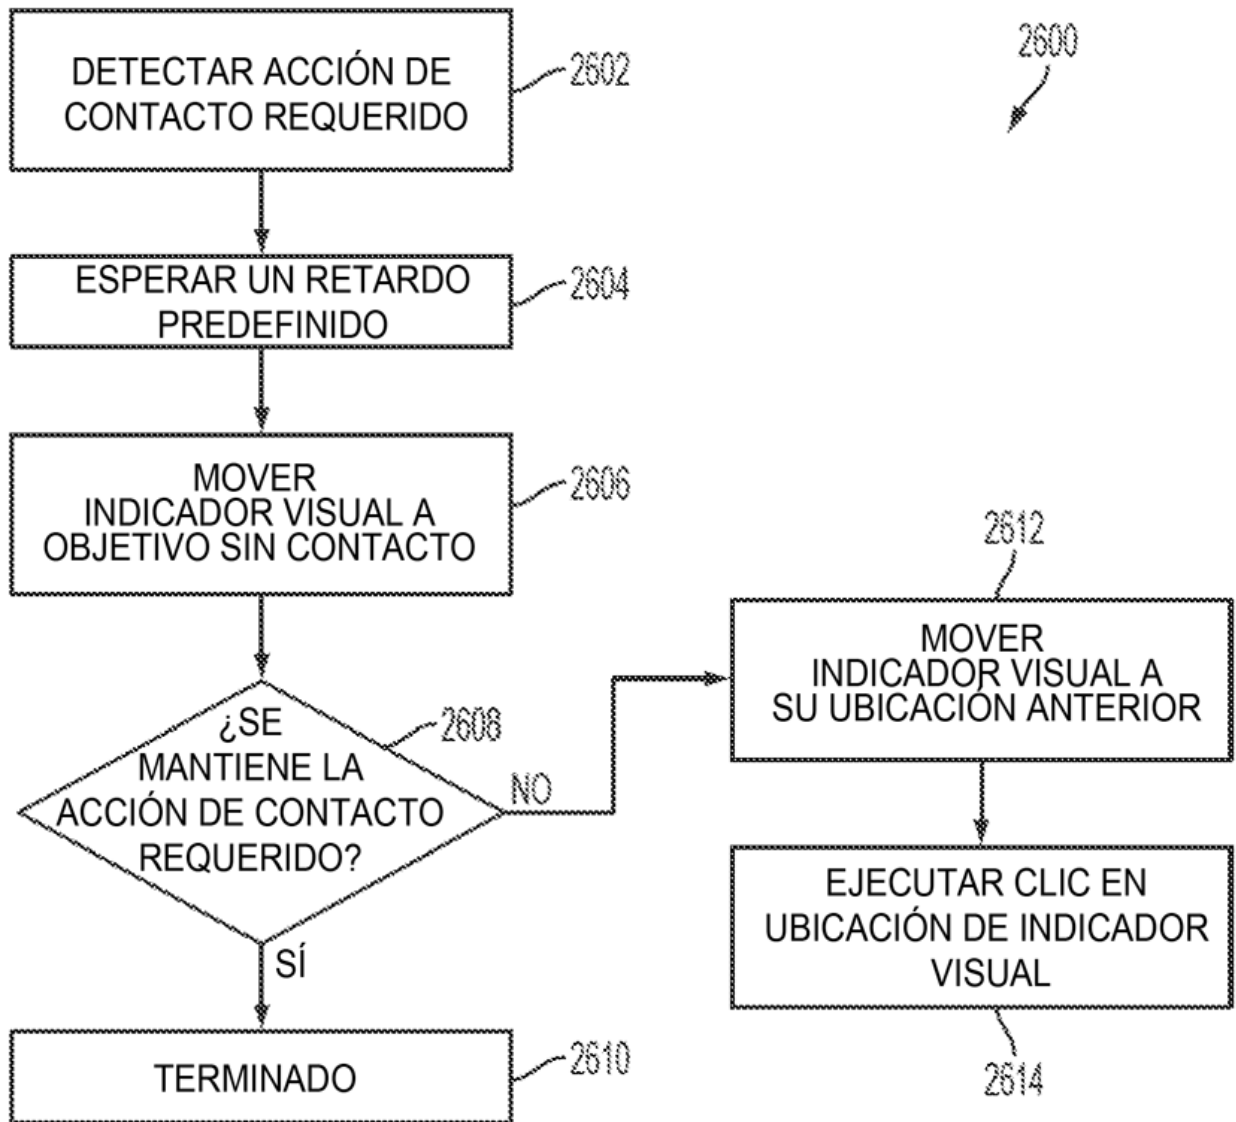 DETECTAR ACCIÓN DE
CONTACTO REQUERIDO
2602
2600
ESPERAR UN RETARDO
PREDEFINIDO
2604
MOVER
INDICADOR VISUAL A
OBJETIVO SIN CONTACTO
2606
¿SE
MANTIENE LA
ACCIÓN DE CONTACTO
REQUERIDO?
2608
NO
SÍ
TERMINADO
2610
2612
MOVER
INDICADOR VISUAL A
SU UBICACIÓN ANTERIOR
EJECUTAR CLIC EN
UBICACIÓN DE INDICADOR
VISUAL
2614